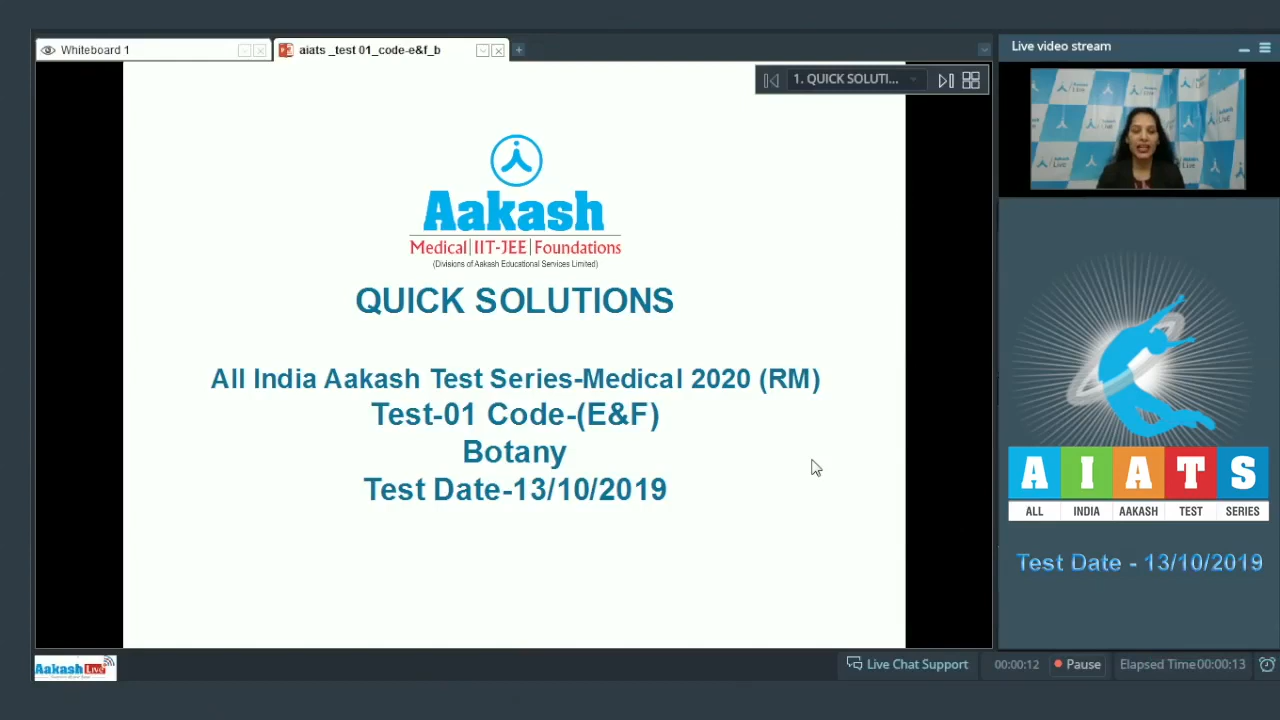 Whiteboard 1
aiats _test 01_code-e&f_b
Live video stream
1. QUICK SOLUTI...
Aakash
Medical|IIT-JEE|Foundations
(Divisions of Aakash Educational Services Limited)
QUICK SOLUTIONS
All India Aakash Test Series-Medical 2020 (RM)
Test-01 Code-(E&F)
Botany
Test Date-13/10/2019
A I A T S
ALL INDIA AAKASH TEST SERIES
Test Date - 13/10/2019
Aakash Live
Live Chat Support
00:00:12
Pause
Elapsed Time00:00:13